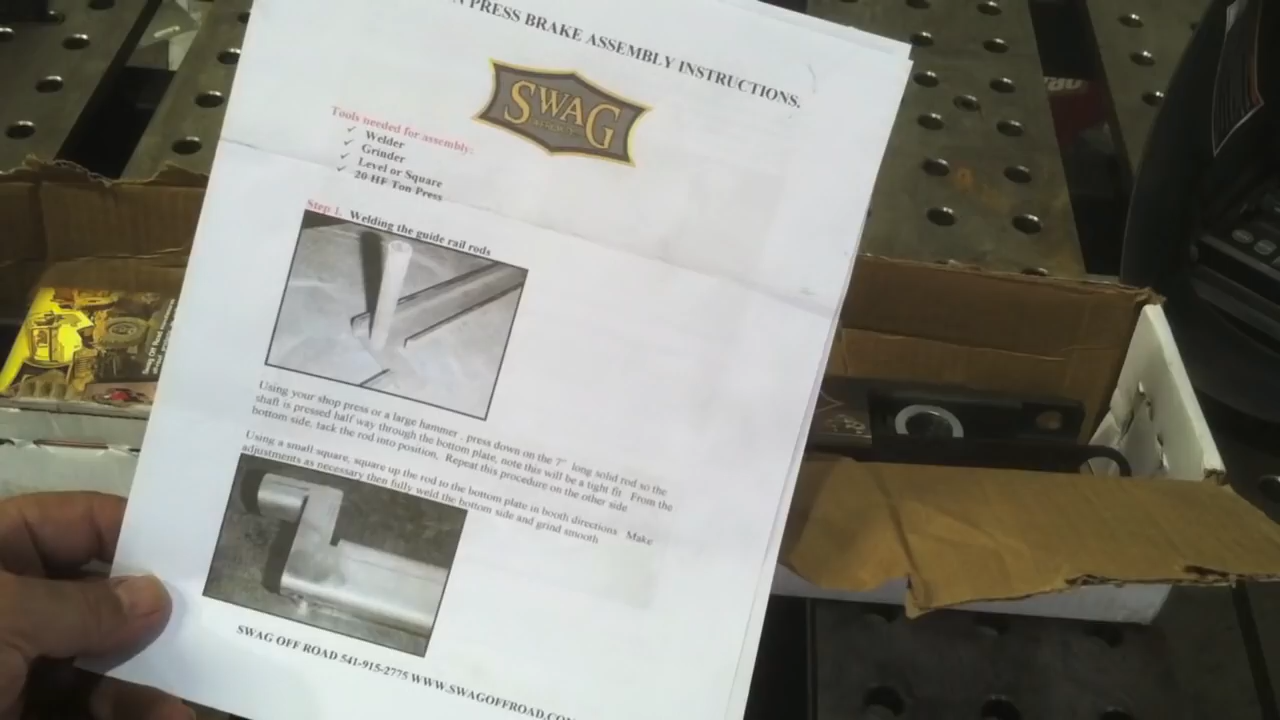 N PRESS BRAKE ASSEMBLY INSTRUCTIONS.
SWAG
Tools needed for assembly:
✓ Welder
✓ Grinder
✓ Level or Square
✓ 20 HF Ton Press
Step 1. Welding the guide rail rods
Using your shop press or a large hammer , press down on the 7" long solid rod so the
shaft is pressed half way through the bottom plate, note this will be a tight fit From the
bottom side, tack the rod into position, Repeat this procedure on the other side
Using a small square, square up the rod to the bottom plate in booth directions Make
adjustments as necessary then fully weld the bottom side and grind smooth
SWAG OFF ROAD 541-915-2775 WWW.SWAGOFFROAD.COM